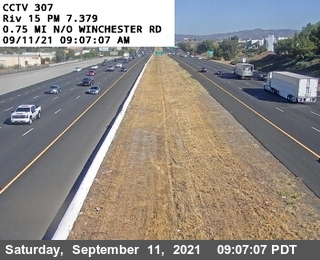 CCTV 307
Riv 15 PM 7.379
0.75 MI N/O WINCHESTER RD
09/11/21 09:07:07 AM
Saturday, September 11, 2021 09:07:07 PDT